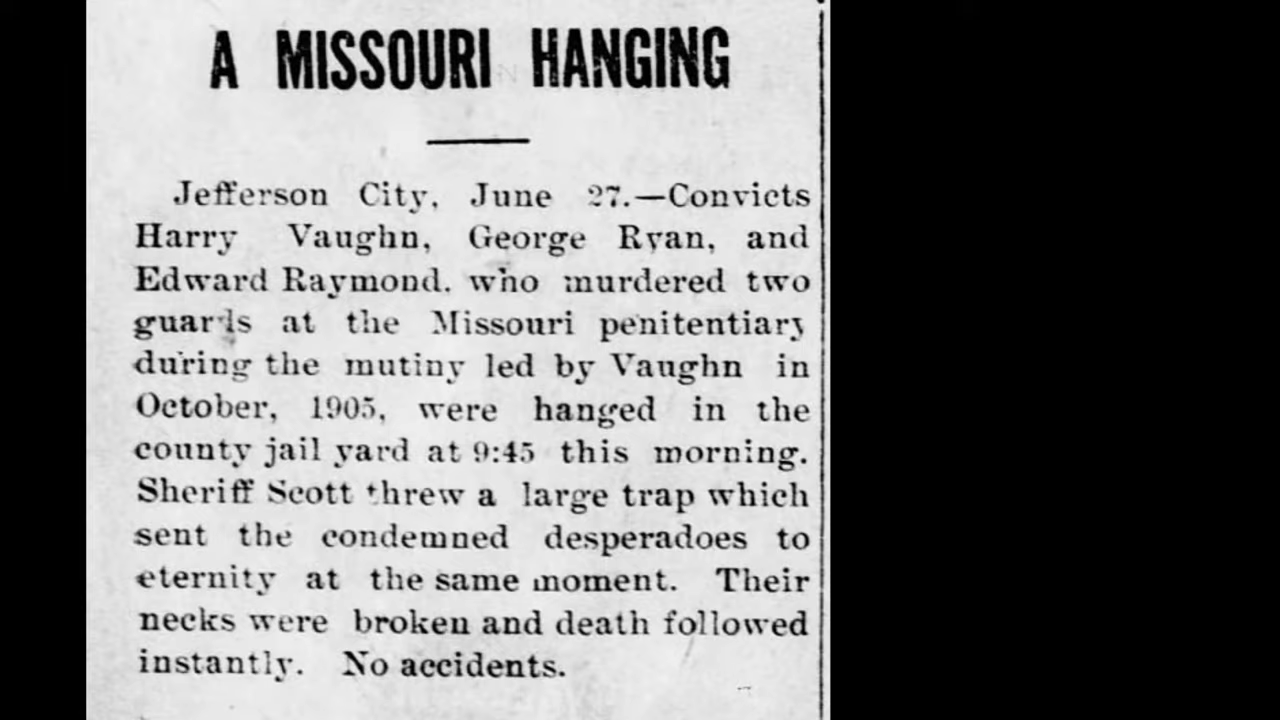 A MISSOURI HANGING
Jefferson City, June 27.—Convicts
Harry Vaughn, George Ryan, and
Edward Raymond, who murdered two
guards at the Missouri penitentiary
during the mutiny led by Vaughn in
October, 1905, were hanged in the
county jail yard at 9:45 this morning.
Sheriff Scott threw a large trap which
sent the condemned desperadoes to
eternity at the same moment. Their
necks were broken and death followed
instantly. No accidents.